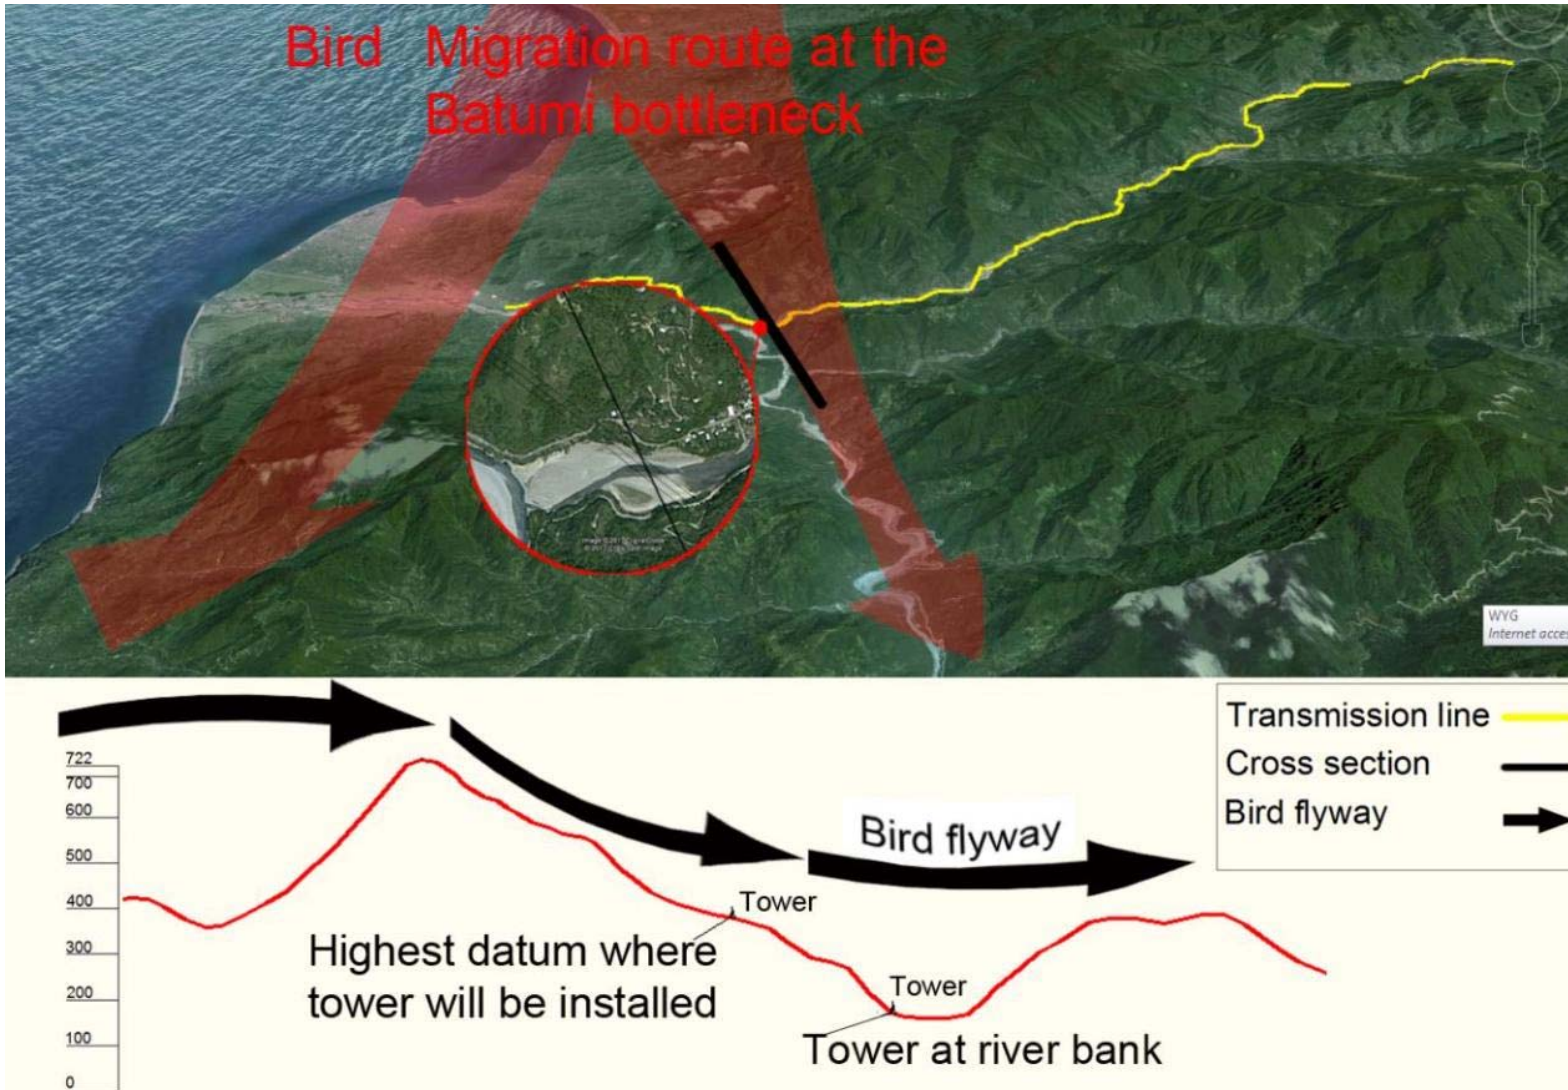 Bird Migration route at the
Batumi bottleneck
WYG
Internet acces
Transmission line
Cross section
Bird flyway
Bird flyway
722
700
600
500
400
300
200
100
0
Tower
Highest datum where
tower will be installed
Tower
Tower at river bank